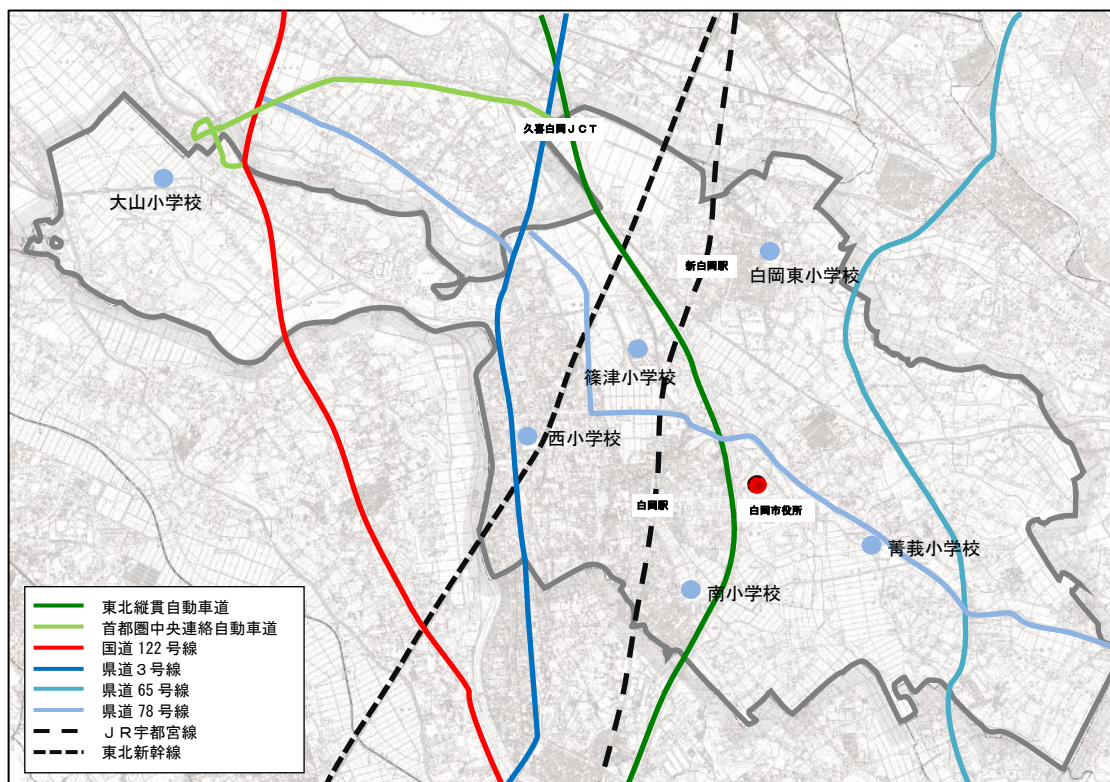 久喜白岡ＪＣＴ
大山小学校
新白岡駅
白岡東小学校
篠津小学校
西小学校
白岡駅
白岡市役所
菁莪小学校
南小学校
東北縦貫自動車道
首都圏中央連絡自動車道
国道 122 号線
県道３号線
県道 65 号線
県道 78 号線
ＪＲ宇都宮線
東北新幹線